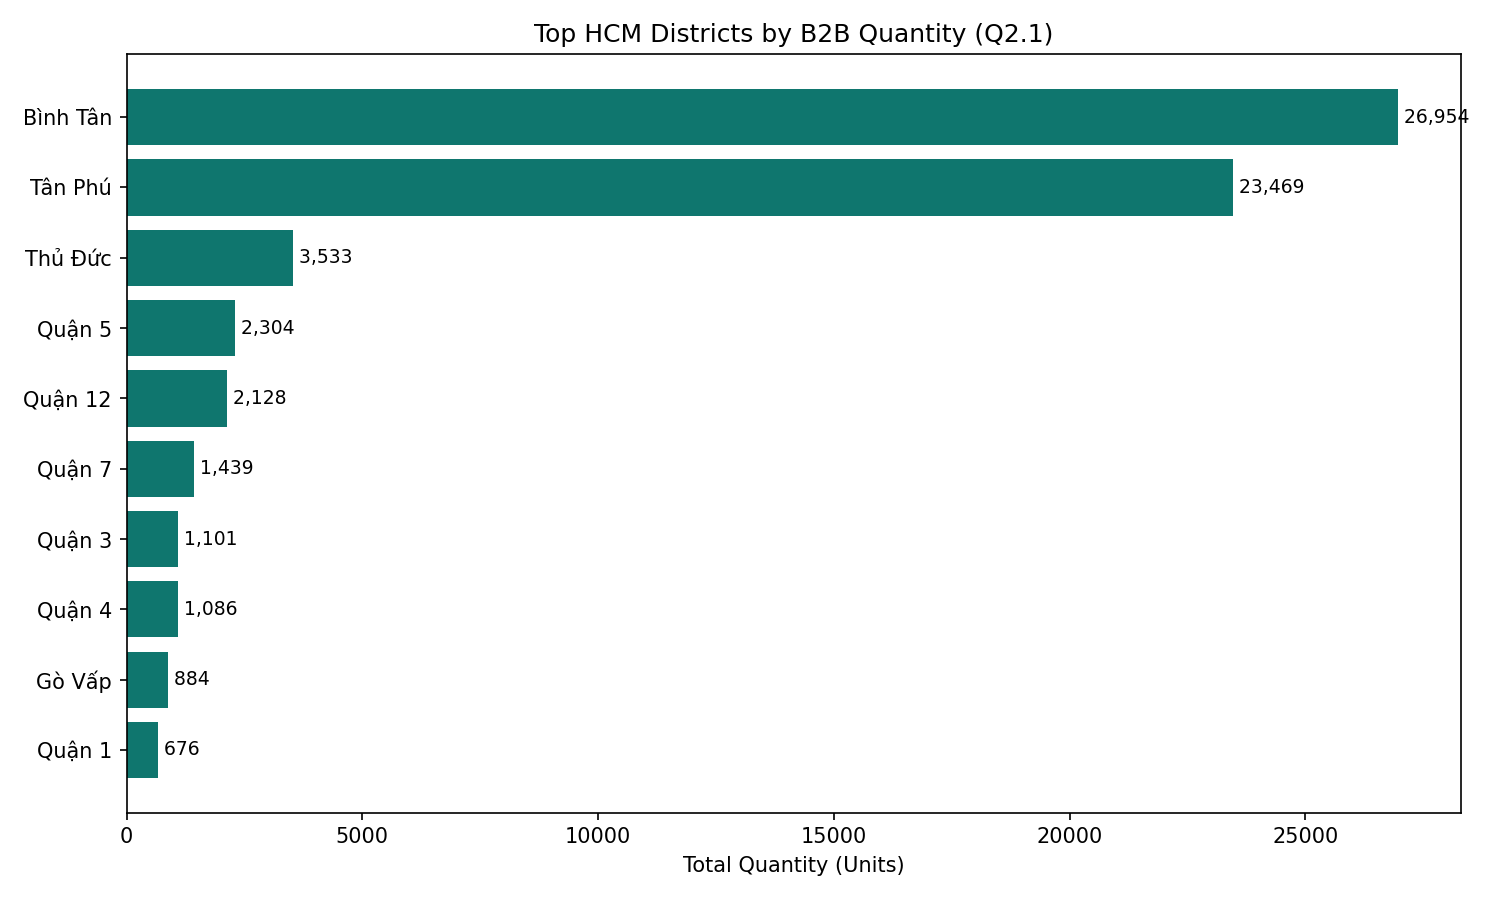 Top HCM Districts by B2B Quantity (Q2.1)
Bình Tân 26,954
Tân Phú 23,469
Thủ Đức 3,533
Quận 5 2,304
Quận 12 2,128
Quận 7 1,439
Quận 3 1,101
Quận 4 1,086
Gò Vấp 884
Quận 1 676
0 5000 10000 15000 20000 25000
Total Quantity (Units)